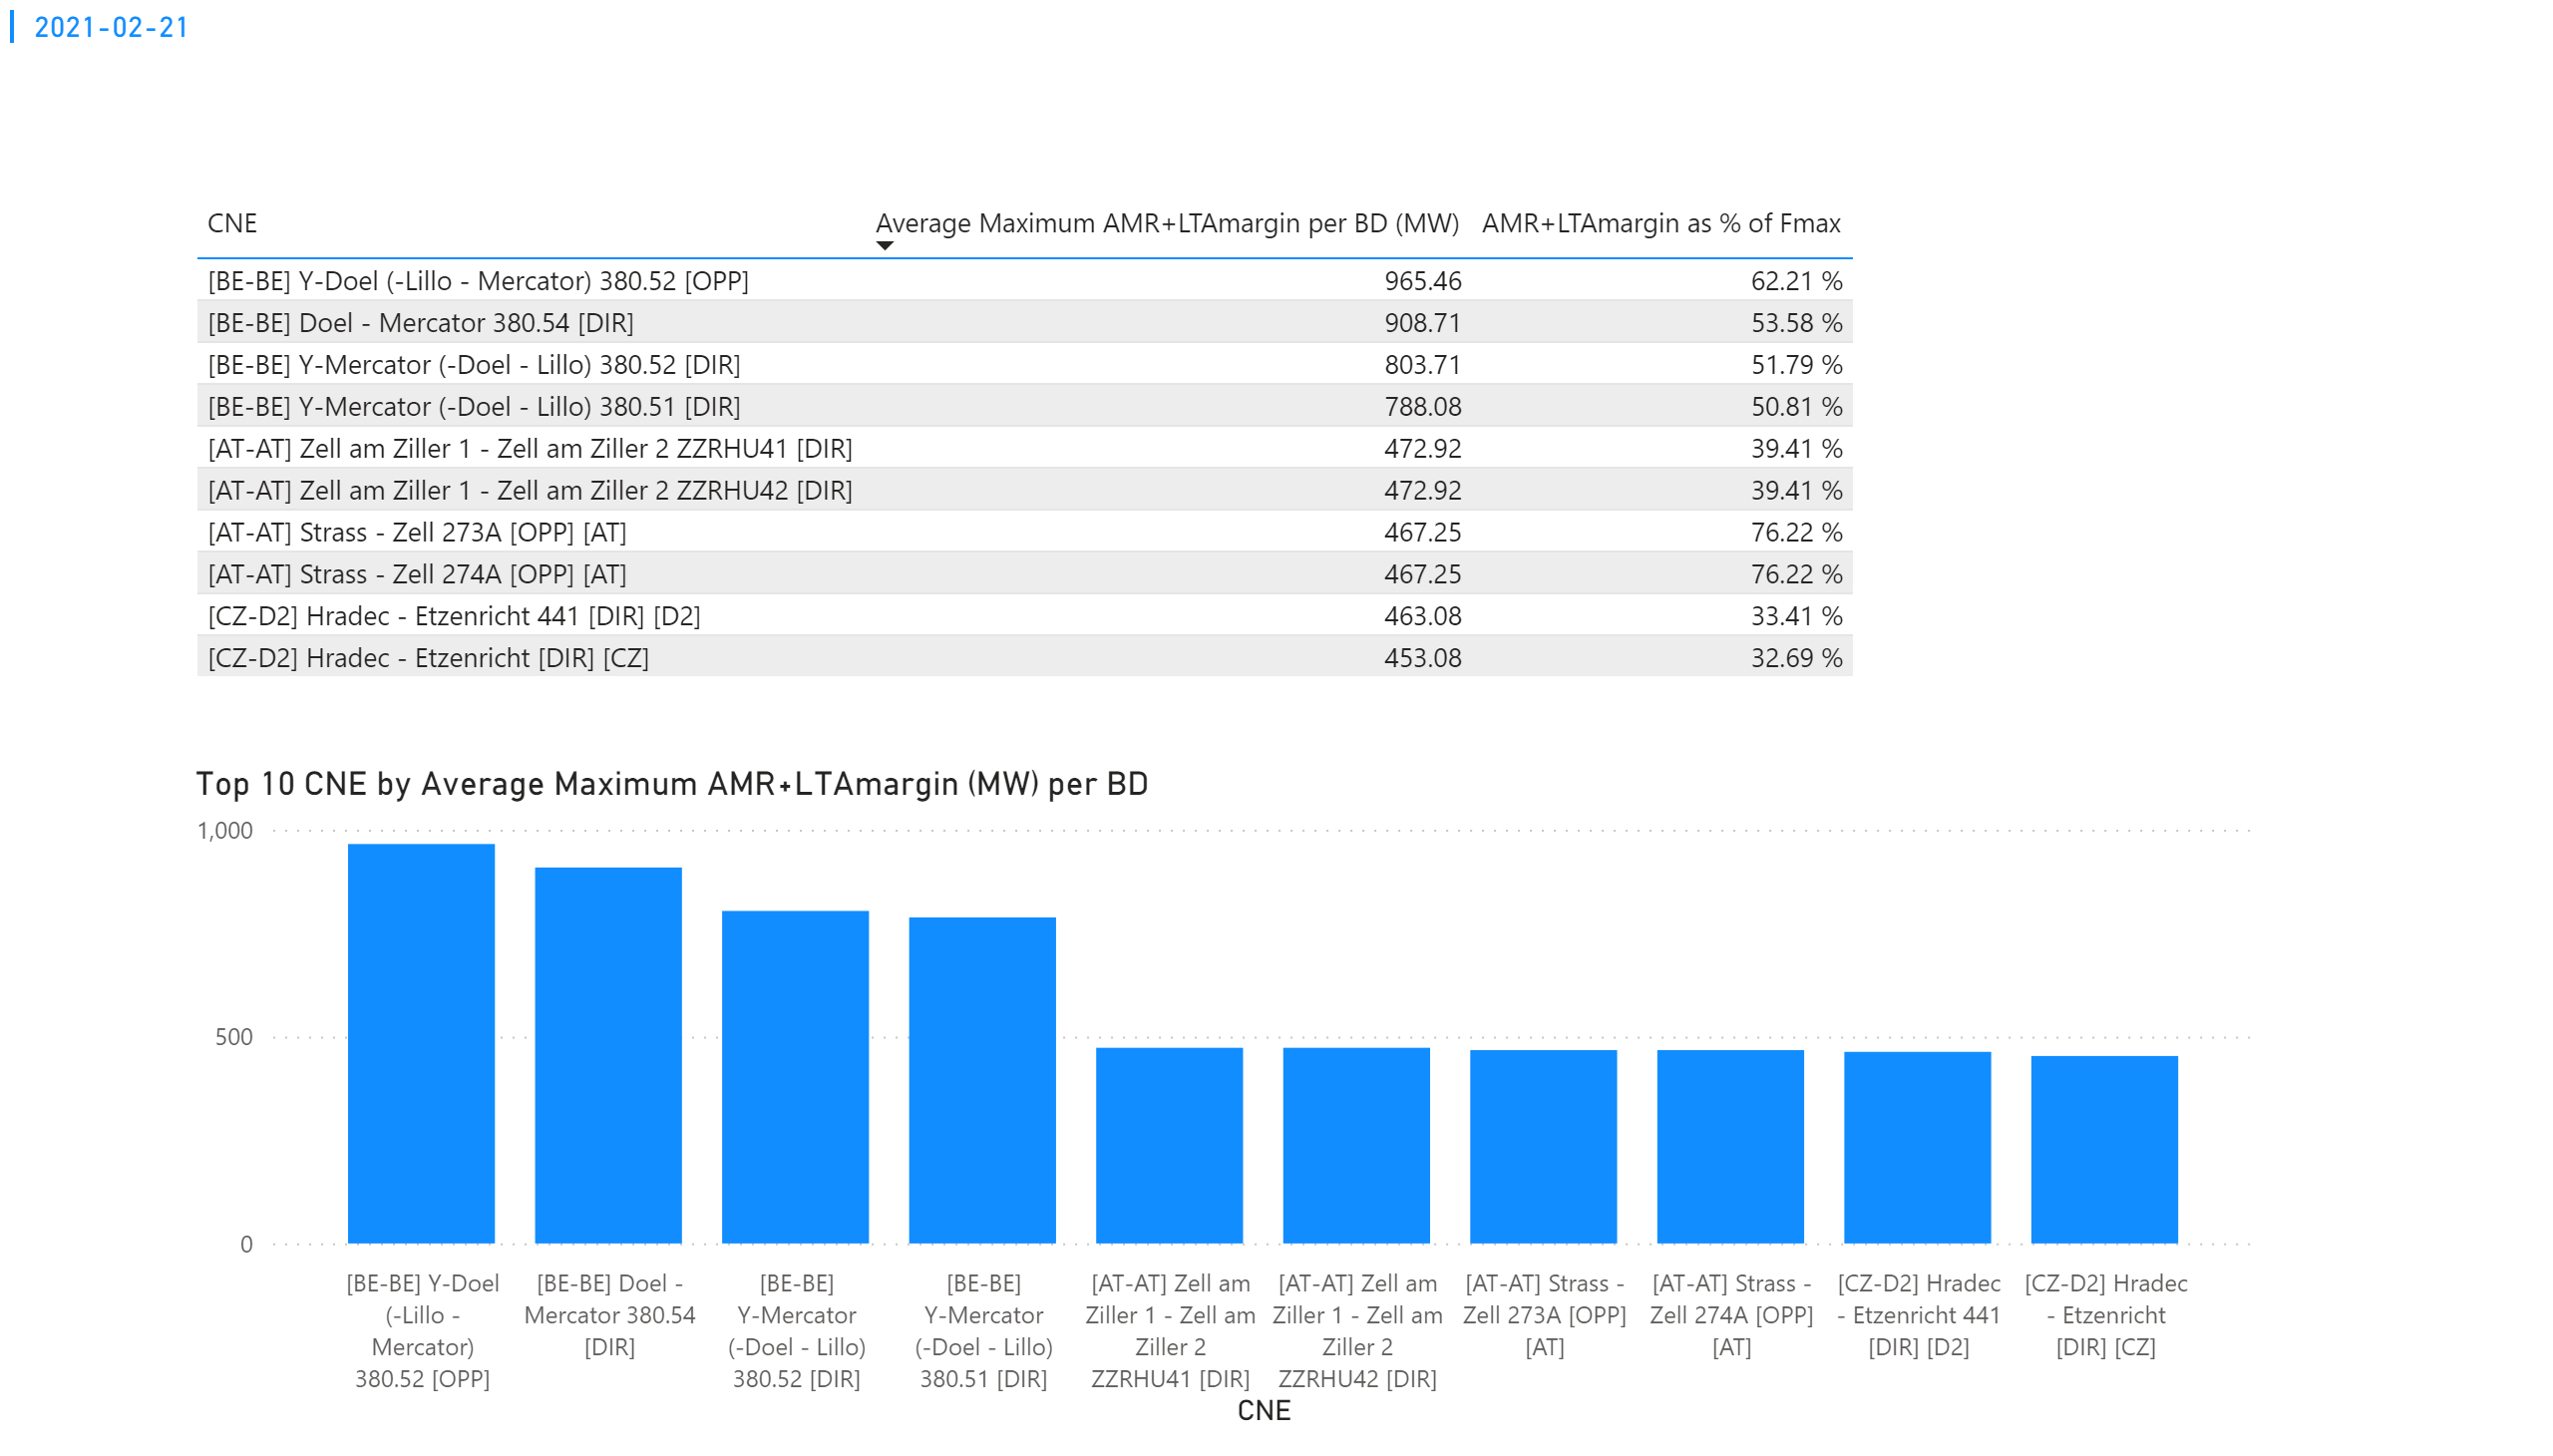 2021-02-21
CNE Average Maximum AMR+LTAmargin per BD (MW) AMR+LTAmargin as % of Fmax
[BE-BE] Y-Doel (-Lillo - Mercator) 380.52 [OPP] 965.46 62.21 %
[BE-BE] Doel - Mercator 380.54 [DIR] 908.71 53.58 %
[BE-BE] Y-Mercator (-Doel - Lillo) 380.52 [DIR] 803.71 51.79 %
[BE-BE] Y-Mercator (-Doel - Lillo) 380.51 [DIR] 788.08 50.81 %
[AT-AT] Zell am Ziller 1 - Zell am Ziller 2 ZZRHU41 [DIR] 472.92 39.41 %
[AT-AT] Zell am Ziller 1 - Zell am Ziller 2 ZZRHU42 [DIR] 472.92 39.41 %
[AT-AT] Strass - Zell 273A [OPP] [AT] 467.25 76.22 %
[AT-AT] Strass - Zell 274A [OPP] [AT] 467.25 76.22 %
[CZ-D2] Hradec - Etzenricht 441 [DIR] [D2] 463.08 33.41 %
[CZ-D2] Hradec - Etzenricht [DIR] [CZ] 453.08 32.69 %
Top 10 CNE by Average Maximum AMR+LTAmargin (MW) per BD
1,000
500
0
[BE-BE] Y-Doel
(-Lillo -
Mercator)
380.52 [OPP]
[BE-BE] Doel -
Mercator 380.54
[DIR]
[BE-BE]
Y-Mercator
(-Doel - Lillo)
380.52 [DIR]
[BE-BE]
Y-Mercator
(-Doel - Lillo)
380.51 [DIR]
[AT-AT] Zell am
Ziller 1 - Zell am
Ziller 2
ZZRHU41 [DIR]
[AT-AT] Zell am
Ziller 1 - Zell am
Ziller 2
ZZRHU42 [DIR]
[AT-AT] Strass -
Zell 273A [OPP]
[AT]
[AT-AT] Strass -
Zell 274A [OPP]
[AT]
[CZ-D2] Hradec
- Etzenricht 441
[DIR] [D2]
[CZ-D2] Hradec
- Etzenricht
[DIR] [CZ]
CNE